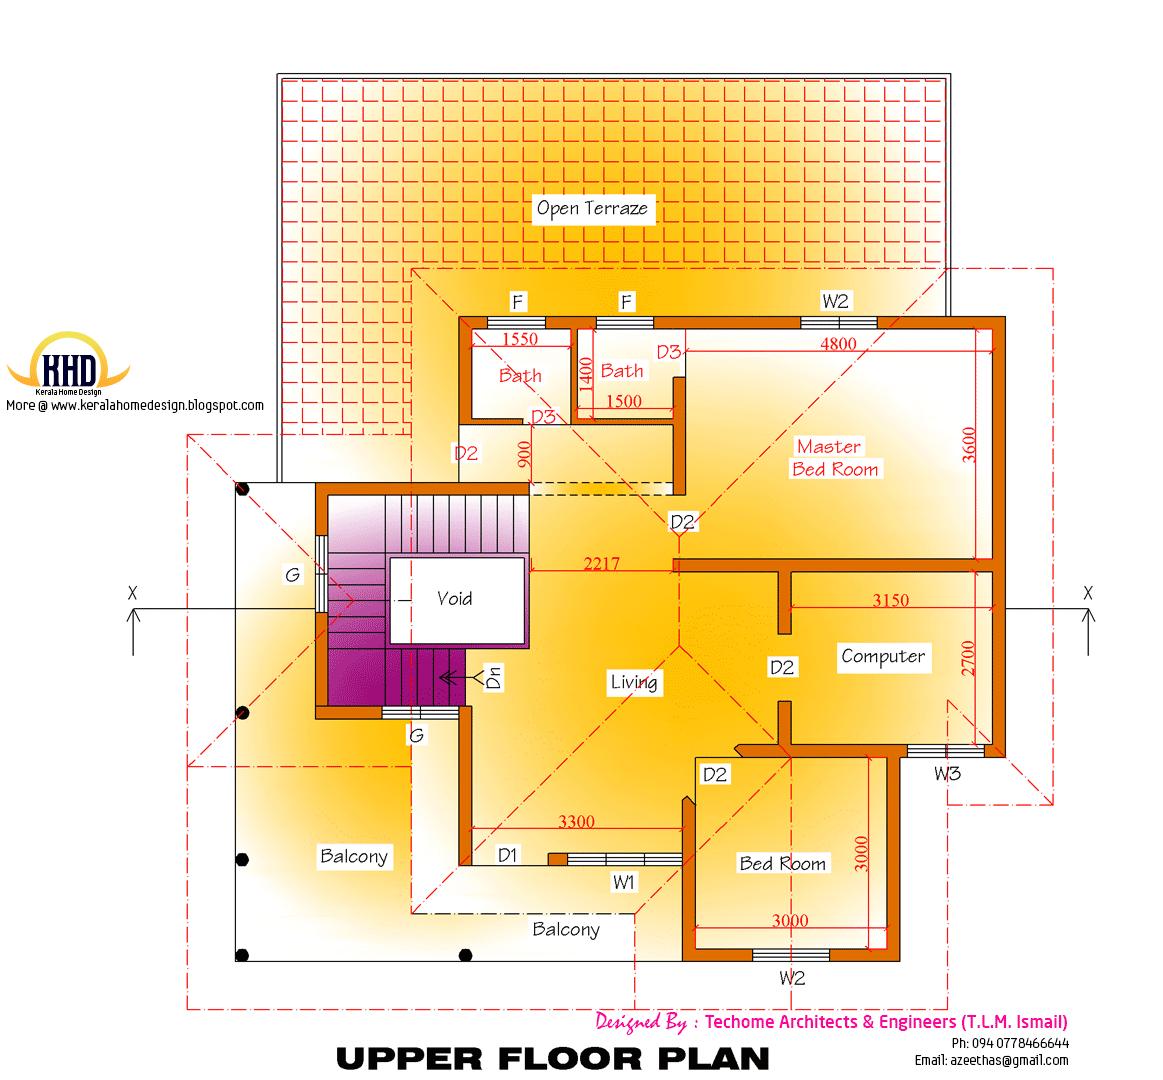 Open Terraze
F
F
W2
1550
D3
4800
Bath
1400
Bath
1500
KHD
Kerala Home Design
More @ www.keralahomedesign.blogspot.com
D3
D2
900
Master
Bed Room
3600
D2
2217
G
Void
X
X
3150
Computer
2700
D2
Living
Dn
G
D2
W3
3300
Balcony
D1
W1
Bed Room
3000
3000
Balcony
W2
Designed By : Techome Architects & Engineers (T.L.M. Ismail)
Ph: 094 0778466644
Email: azeethas@gmail.com
UPPER FLOOR PLAN